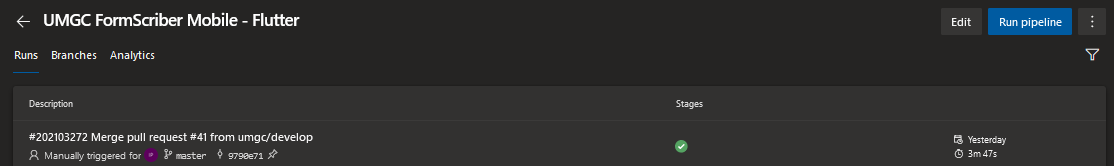 UMGC FormScriber Mobile - Flutter
Edit
Run pipeline
Runs
Branches
Analytics
Description
Stages
#202103272 Merge pull request #41 from umgc/develop
Manually triggered for
master
9790e71
Yesterday
3m 47s